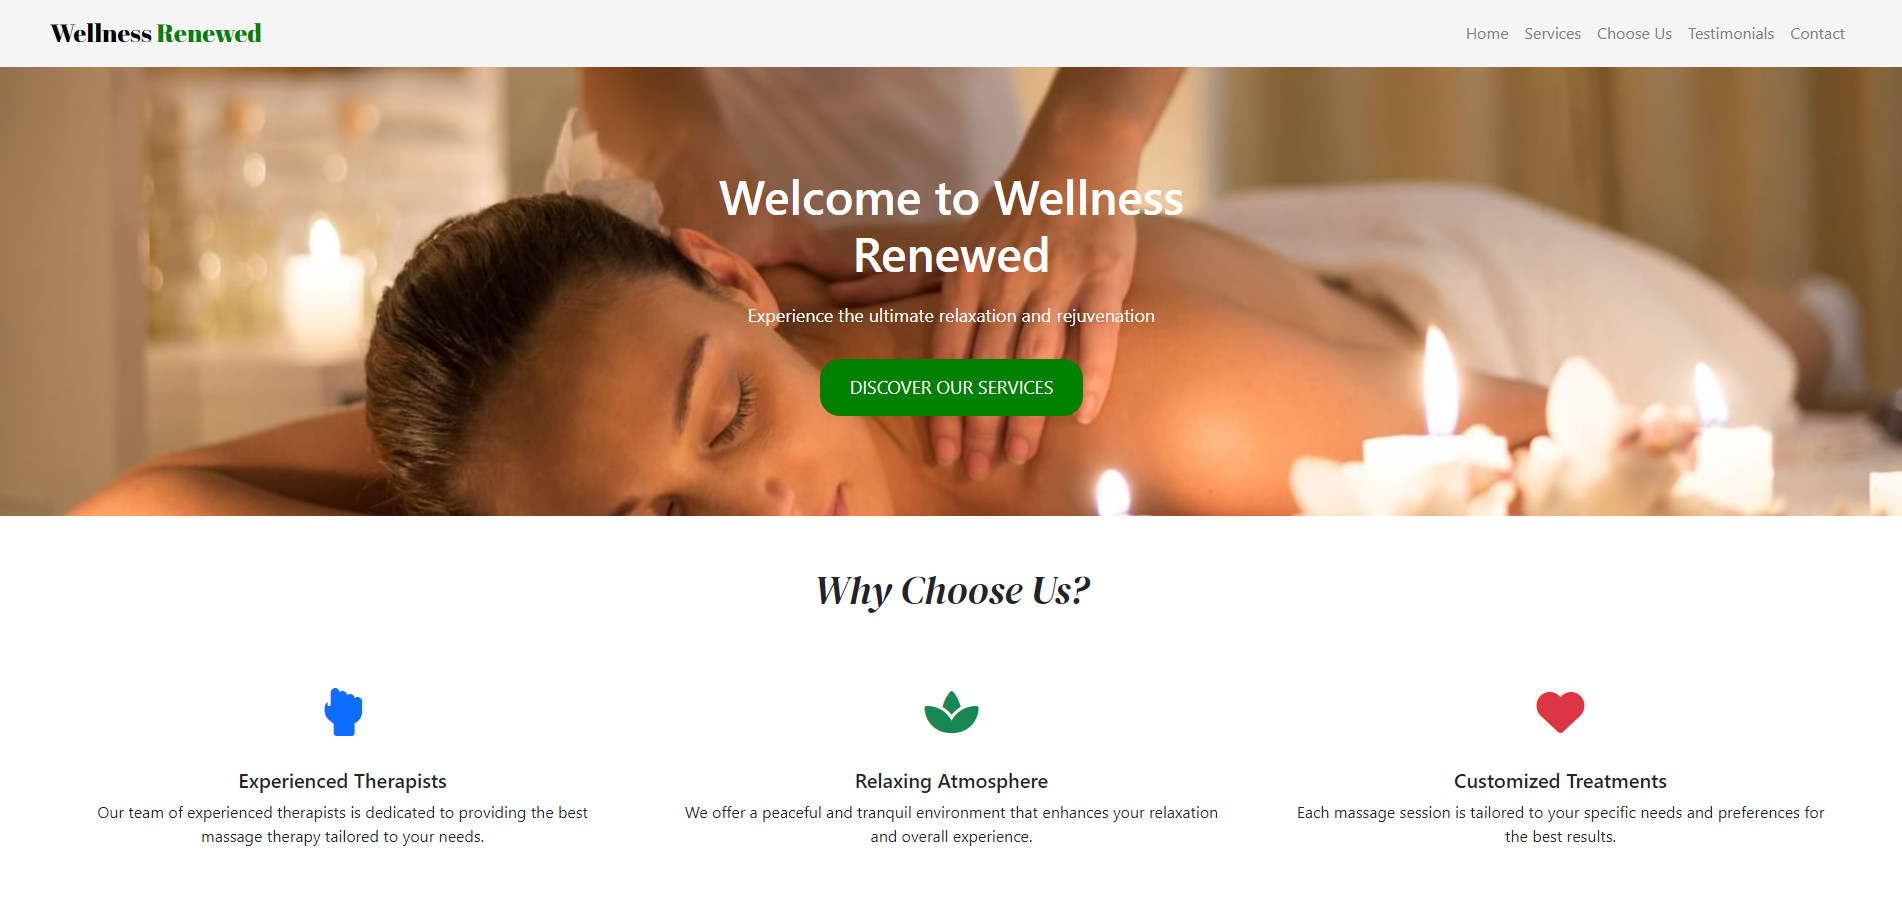 Wellness Renewed
Home Services Choose Us Testimonials Contact
Welcome to Wellness
Renewed
Experience the ultimate relaxation and rejuvenation
DISCOVER OUR SERVICES
Why Choose Us?
Experienced Therapists
Our team of experienced therapists is dedicated to providing the best
massage therapy tailored to your needs.
Relaxing Atmosphere
We offer a peaceful and tranquil environment that enhances your relaxation
and overall experience.
Customized Treatments
Each massage session is tailored to your specific needs and preferences for
the best results.